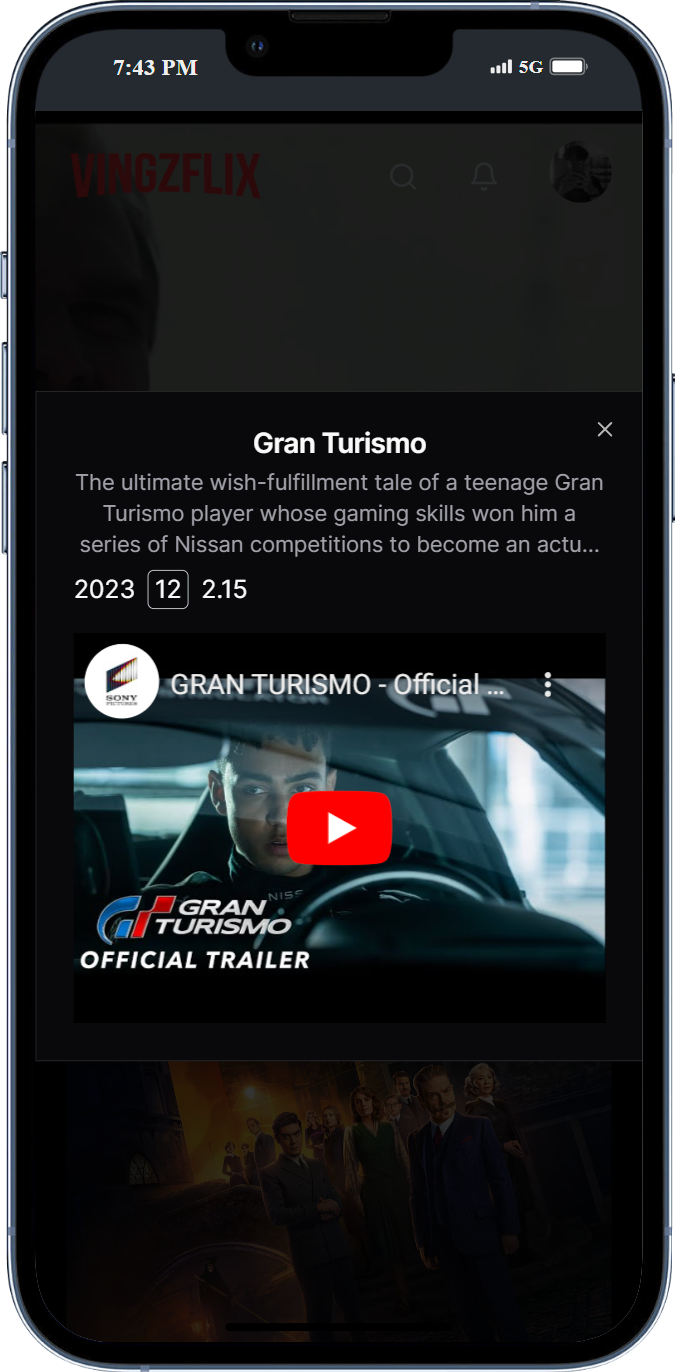 7:43 PM
5G
VINGZFLIX
Gran Turismo
The ultimate wish-fulfillment tale of a teenage Gran
Turismo player whose gaming skills won him a
series of Nissan competitions to become an actu...
2023 12 2.15
SONY
PICTURES
GRAN TURISMO - Official ...
NISS
GRAN
TURISMO
OFFICIAL TRAILER